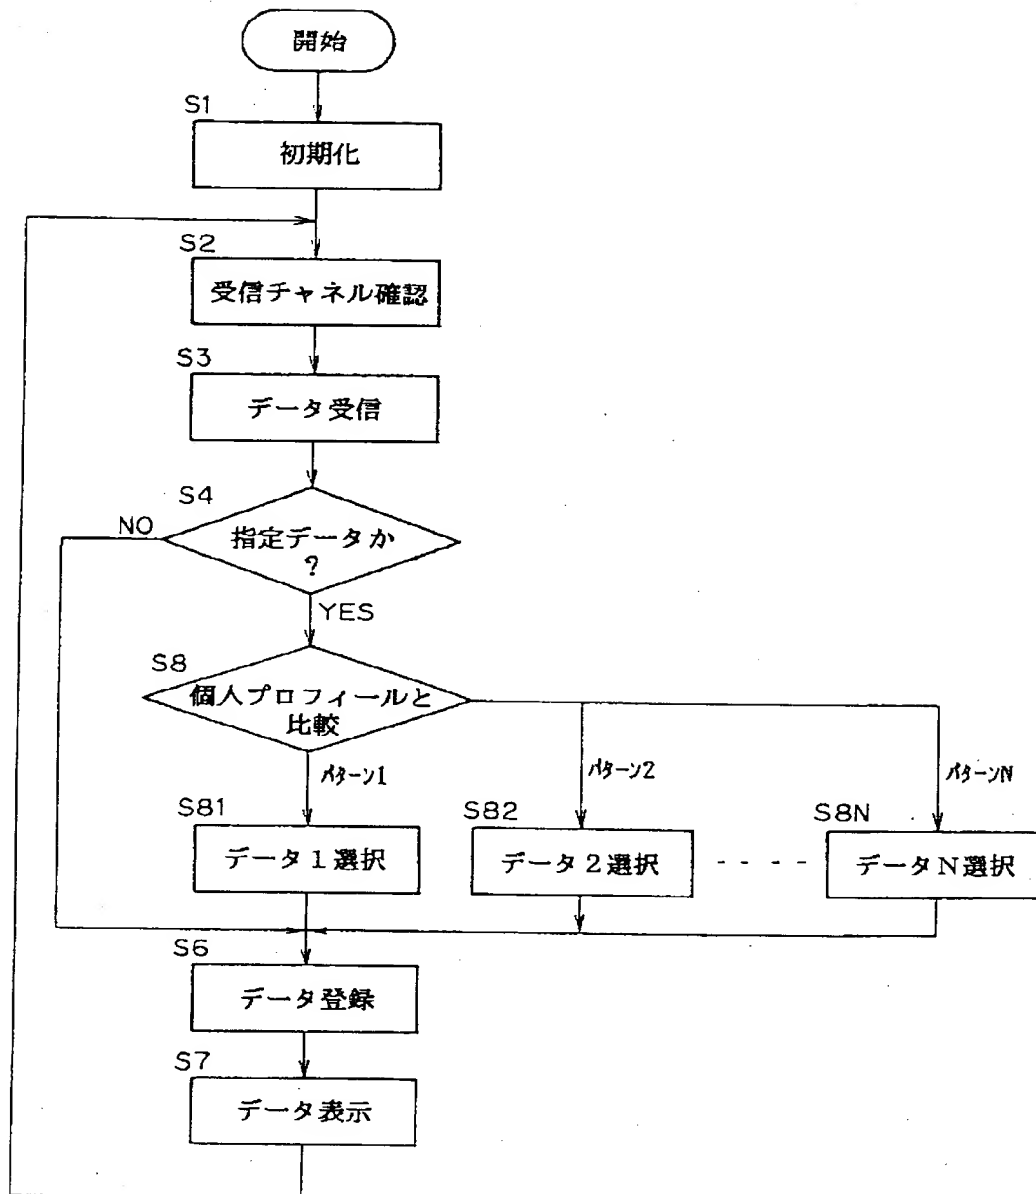 開始
S1
初期化
S2
受信チャネル確認
S3
データ受信
S4
NO
指定データか
?
YES
S8
個人プロフィールと
比較
パターン1
パターン2
パターンN
S81
データ1選択
S82
データ2選択
- - - -
S8N
データN選択
S6
データ登録
S7
データ表示